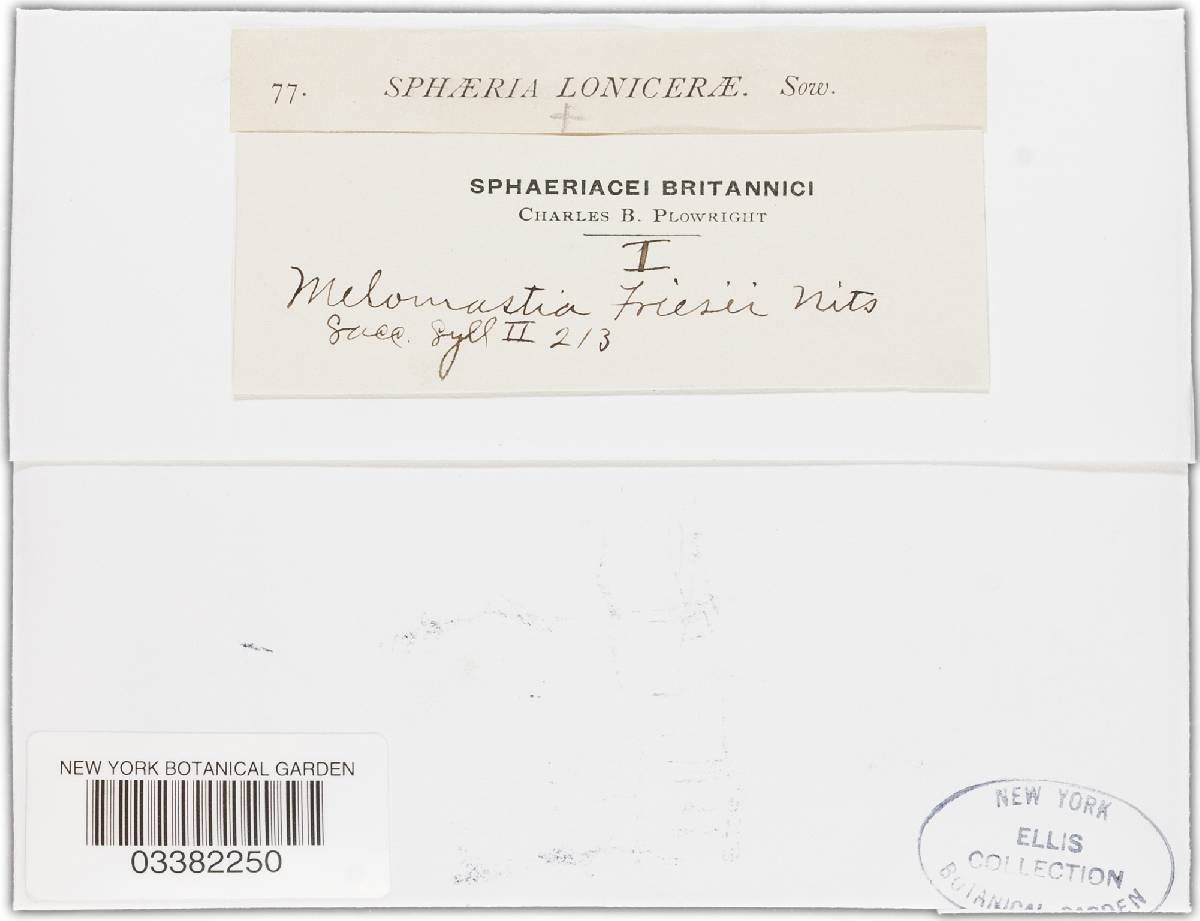 77. SPHÆRIA LONICERÆ. Sow.
SPHAERIACEI BRITANNICI
CHARLES B. PLOWRIGHT
I
Melomastia Friesii Nits
Sacc. Syll II 213
NEW YORK BOTANICAL GARDEN
03382250
NEW YORK
ELLIS
COLLECTION
BOTANICAL GARDEN